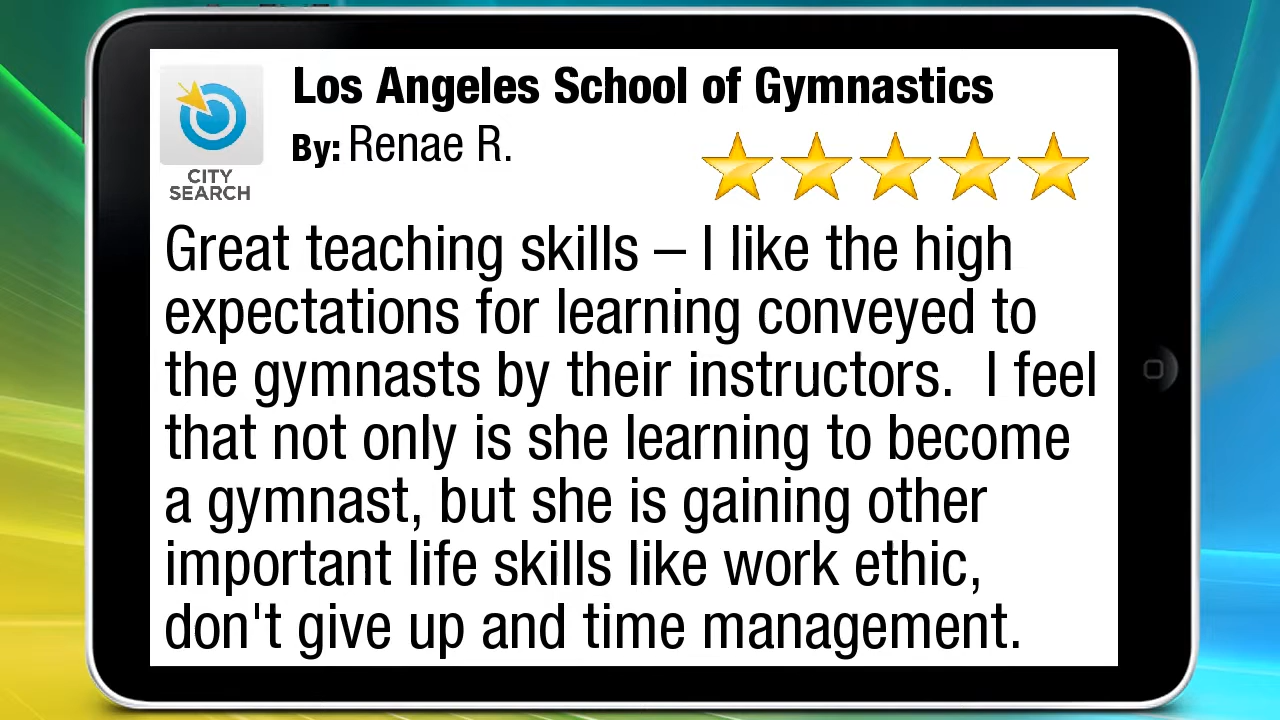 Los Angeles School of Gymnastics
By: Renae R.
CITY
SEARCH
Great teaching skills – I like the high
expectations for learning conveyed to
the gymnasts by their instructors.  I feel
that not only is she learning to become
a gymnast, but she is gaining other
important life skills like work ethic,
don't give up and time management.